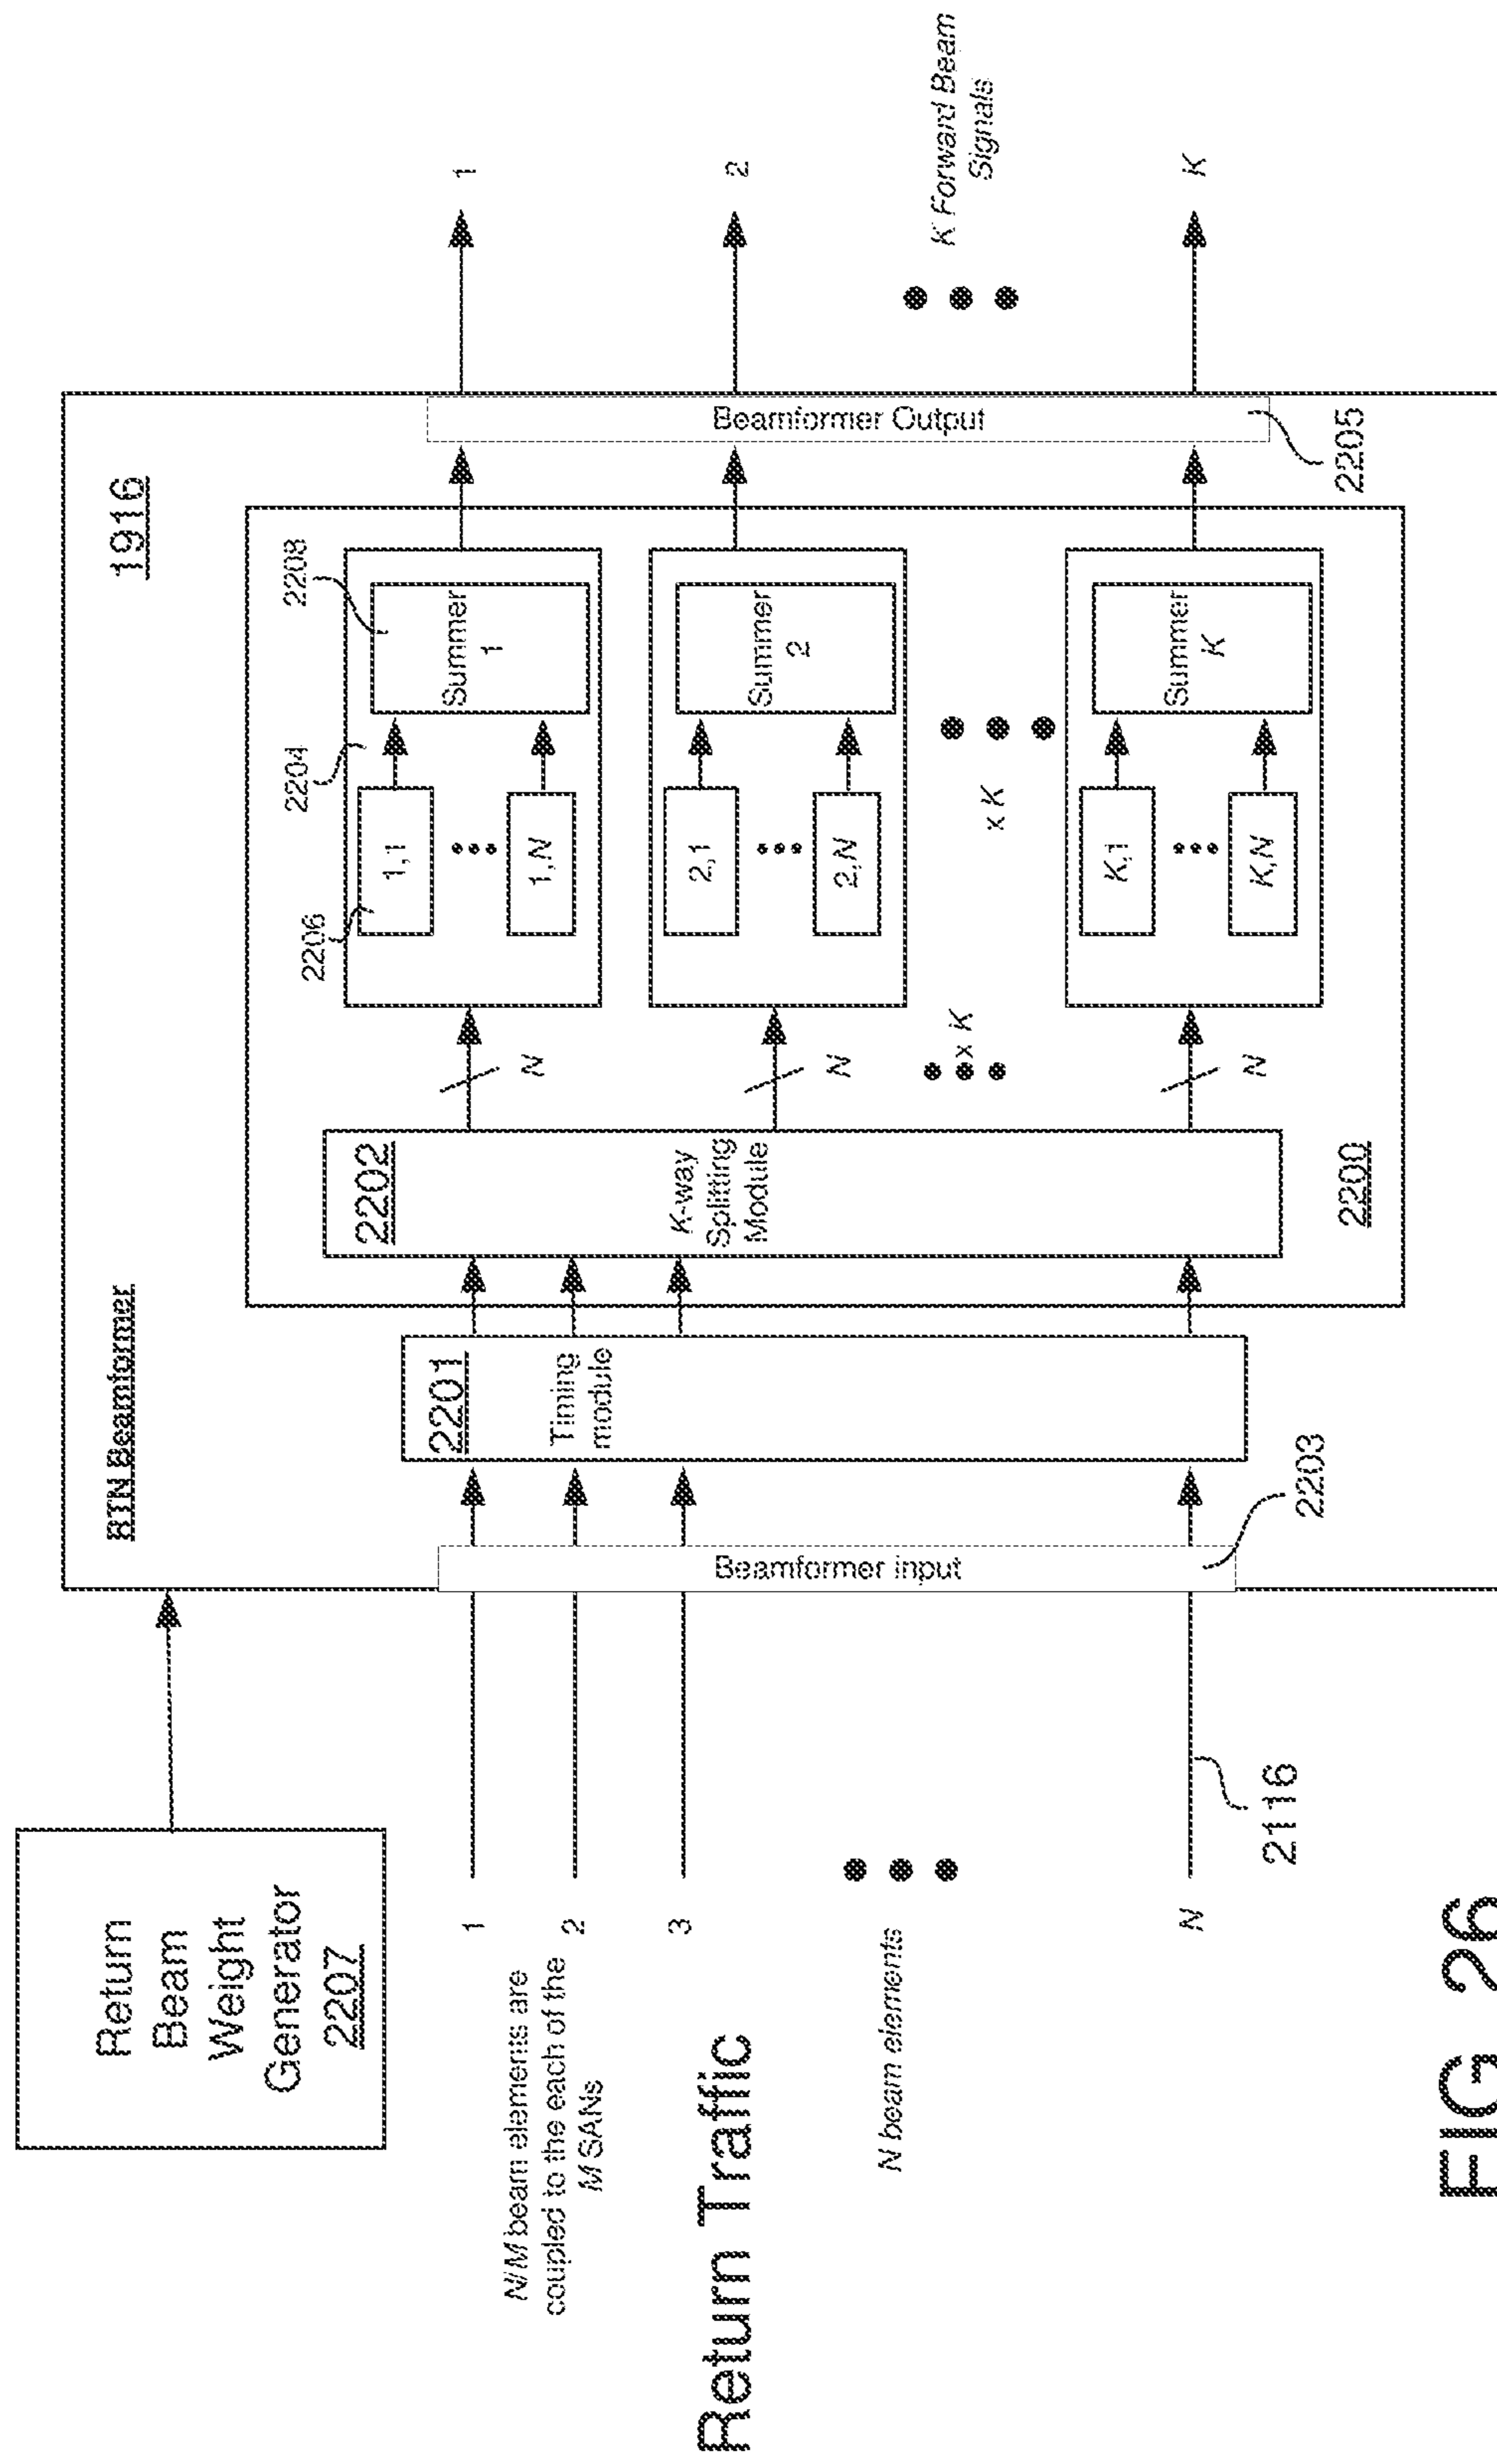 Return
Beam
Weight
Generator
2207
N/M beam elements are
coupled to the each of the
M SANs
Return Traffic
N beam elements
1
2
3
N
2116
RTN Beamformer
1916
Beamformer input
2203
2201
Timing
module
2202
K-way
Splitting
Module
2200
N
N
x K
N
2206
2204
2208
1,1
1,N
Summer
1
2,1
2,N
Summer
2
x K
K,1
K,N
Summer
K
Beamformer Output
2205
1
2
K Forward Beam
Signals
K
FIG 26